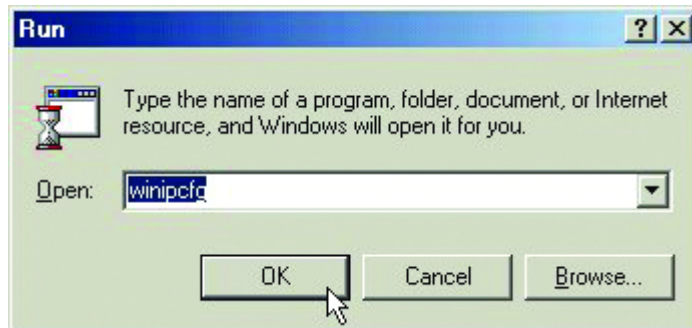 Run
Type the name of a program, folder, document, or Internet
resource, and Windows will open it for you.
Open: winipcfg
OK Cancel Browse...